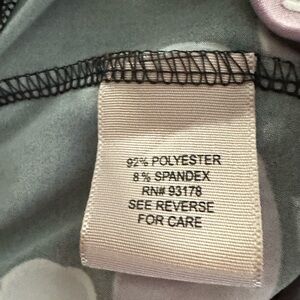 92% POLYESTER
8% SPANDEX
RN# 93178
SEE REVERSE
FOR CARE